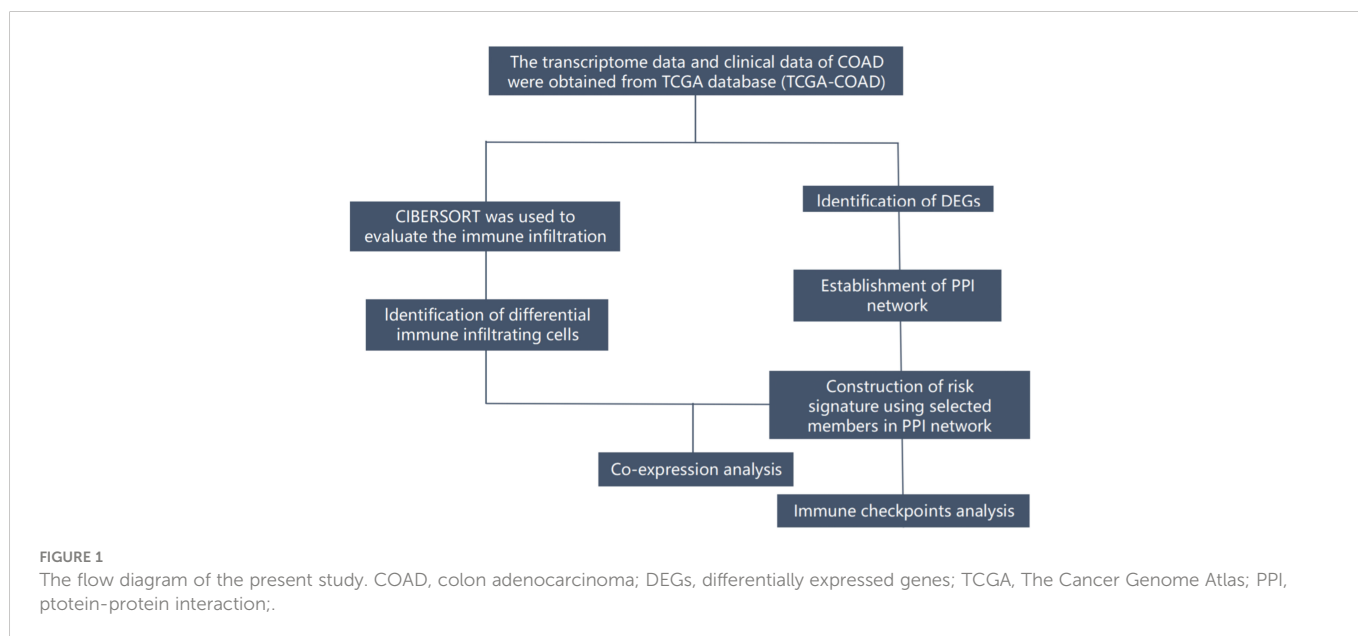 The transcriptome data and clinical data of COAD
were obtained from TCGA database (TCGA-COAD)
CIBERSORT was used to
evaluate the immune infiltration
Identification of differential
immune infiltrating cells
Identification of DEGs
Establishment of PPI
network
Construction of risk
signature using selected
members in PPI network
Co-expression analysis
Immune checkpoints analysis
FIGURE 1
The flow diagram of the present study. COAD, colon adenocarcinoma; DEGs, differentially expressed genes; TCGA, The Cancer Genome Atlas; PPI,
ptotein-protein interaction;.